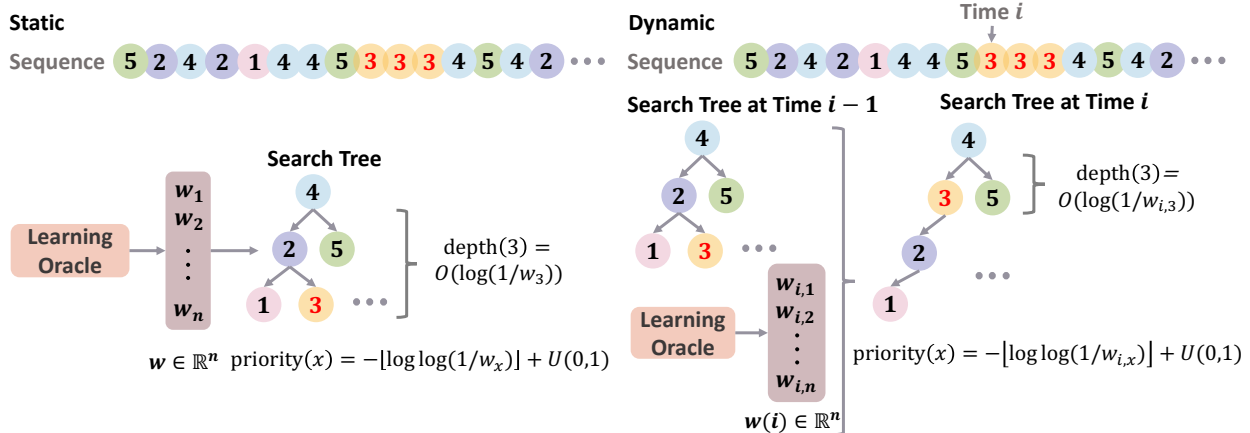 Static
Sequence 5 2 4 2 1 4 4 5 3 3 3 4 5 4 2 •••
Search Tree
4
2 5
1 3 •••
Learning Oracle
w₁
w₂
⋮
wₙ
depth(3) =
O(log(1/w₃))
w ∈ ℝⁿ priority(x) = −⌊log log(1/wₓ)⌋ + U(0,1)
Dynamic
Time i
Sequence 5 2 4 2 1 4 4 5 3 3 3 4 5 4 2 •••
Search Tree at Time i − 1
4
2 5
1 3 •••
Learning Oracle
w_{i,1}
w_{i,2}
⋮
w_{i,n}
w(i) ∈ ℝⁿ
Search Tree at Time i
4
3 5
2
1
•••
depth(3) =
O(log(1/w_{i,3}))
priority(x) = −⌊log log(1/w_{i,x})⌋ + U(0,1)